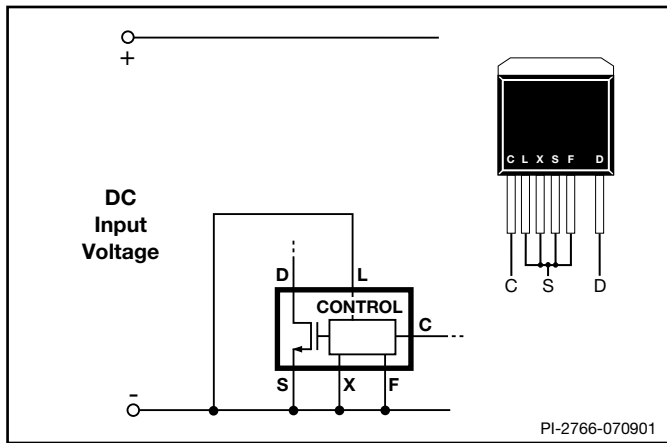 +
DC
Input
Voltage
D
L
CONTROL
C
S
X
F
-
C L X S F D
C S D
PI-2766-070901